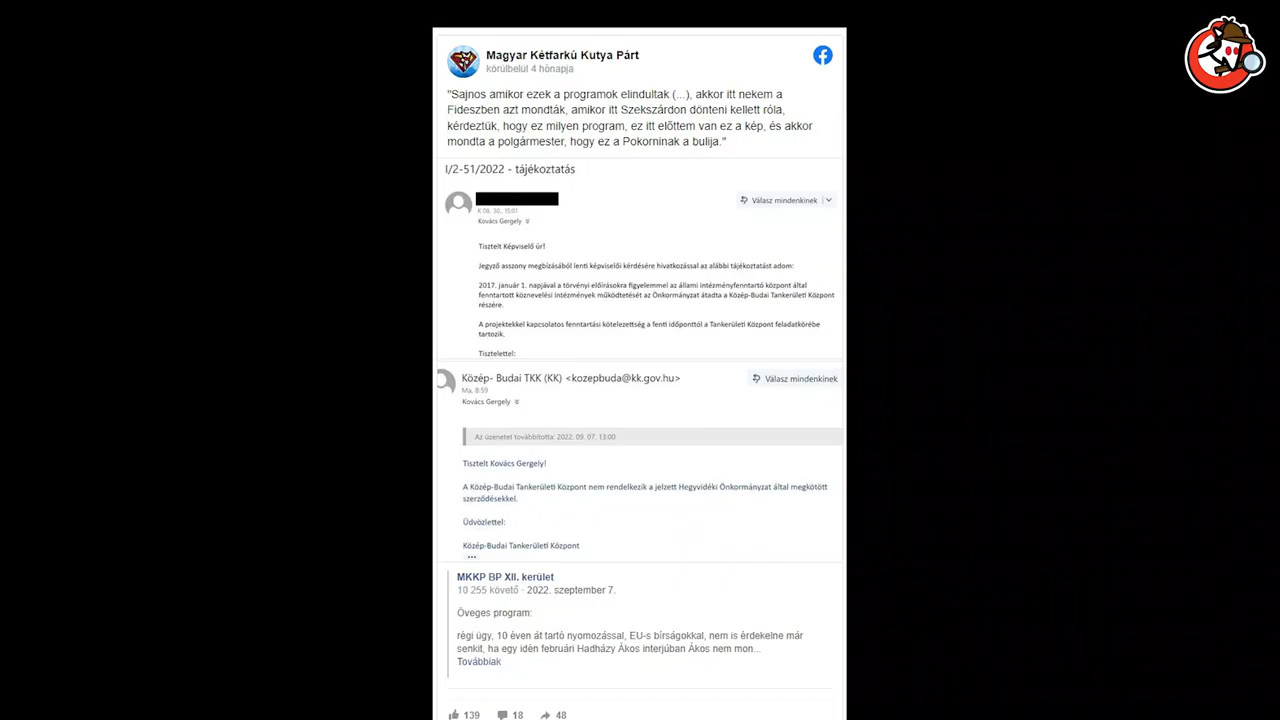 Magyar Kétfarkú Kutya Párt
körülbelül 4 hónapja
"Sajnos amikor ezek a programok elindultak (...), akkor itt nekem a
Fideszben azt mondták, amikor itt Szekszárdon dönteni kellett róla,
kérdeztük, hogy ez milyen program, ez itt előttem van ez a kép, és akkor
mondta a polgármester, hogy ez a Pokorninak a bulija."
I/2-51/2022 - tájékoztatás
K 08. 30., 15:01
Válasz mindenkinek
Kovács Gergely
Tisztelt Képviselő úr!
Jegyző asszony megbízásából lenti képviselői kérdésére hivatkozással az alábbi tájékoztatást adom:
2017. január 1. napjával a törvényi előírásokra figyelemmel az állami intézményfenntartó központ által
fenntartott köznevelési intézmények működtetését az Önkormányzat átadta a Közép-Budai Tankerületi Központ
részére.
A projektekkel kapcsolatos fenntartási kötelezettség a fenti időponttól a Tankerületi Központ feladatkörébe
tartozik.
Tisztelettel:
Közép- Budai TKK (KK) <kozepbuda@kk.gov.hu>
Válasz mindenkinek
Ma, 8:59
Kovács Gergely
Az üzenetet továbbította: 2022. 09. 07. 13:00
Tisztelt Kovács Gergely!
A Közép-Budai Tankerületi Központ nem rendelkezik a jelzett Hegyvidéki Önkormányzat által megkötött
szerződésekkel.
Üdvözlettel:
Közép-Budai Tankerületi Központ
...
MKKP BP XII. kerület
10 255 követő · 2022. szeptember 7.
Öveges program:
régi ügy, 10 éven át tartó nyomozással, EU-s bírságokkal, nem is érdekelne már
senkit, ha egy idén februári Hadházy Ákos interjúban Ákos nem mon...
Továbbiak
139 18 48